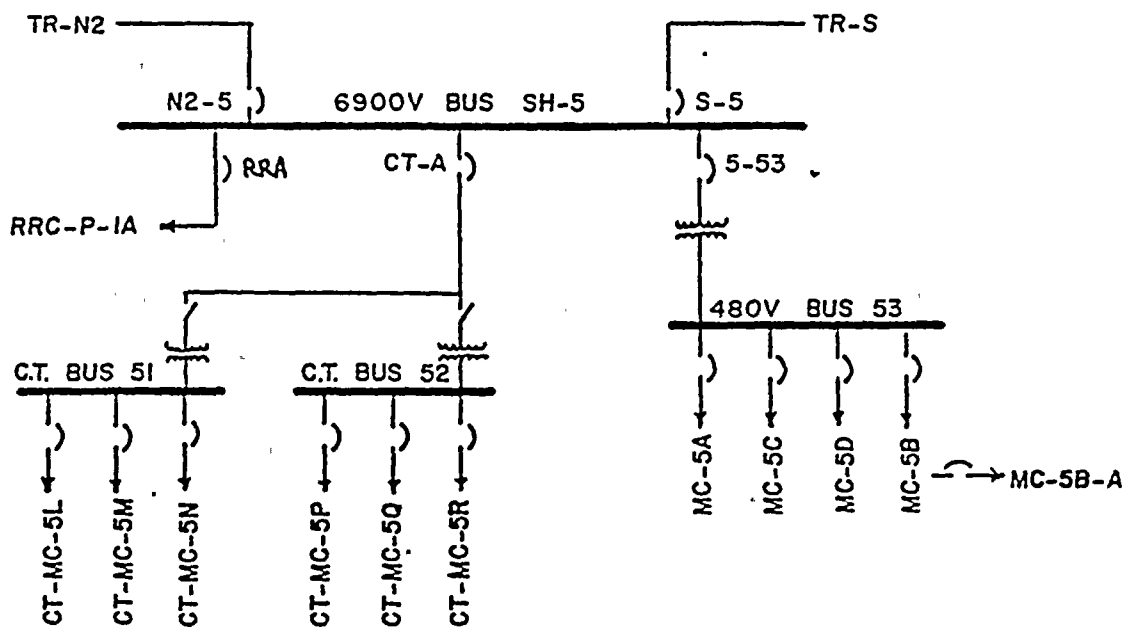 TR-N2
TR-S
N2-5
6900V BUS SH-5
S-5
RRA
CT-A
5-53
RRC-P-1A
480V BUS 53
C.T. BUS 51
C.T. BUS 52
MC-5A
MC-5C
MC-5D
MC-5B
MC-5B-A
CT-MC-5L
CT-MC-5M
CT-MC-5N
CT-MC-5P
CT-MC-5Q
CT-MC-5R